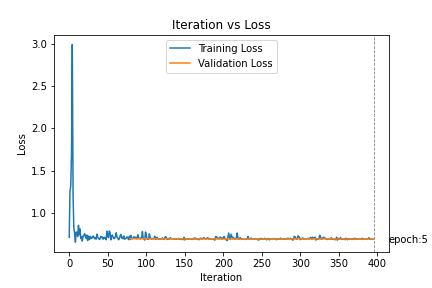 Iteration vs Loss
Training Loss
Validation Loss
3.0
2.5
2.0
1.5
1.0
Loss
epoch:5
0 50 100 150 200 250 300 350 400
Iteration